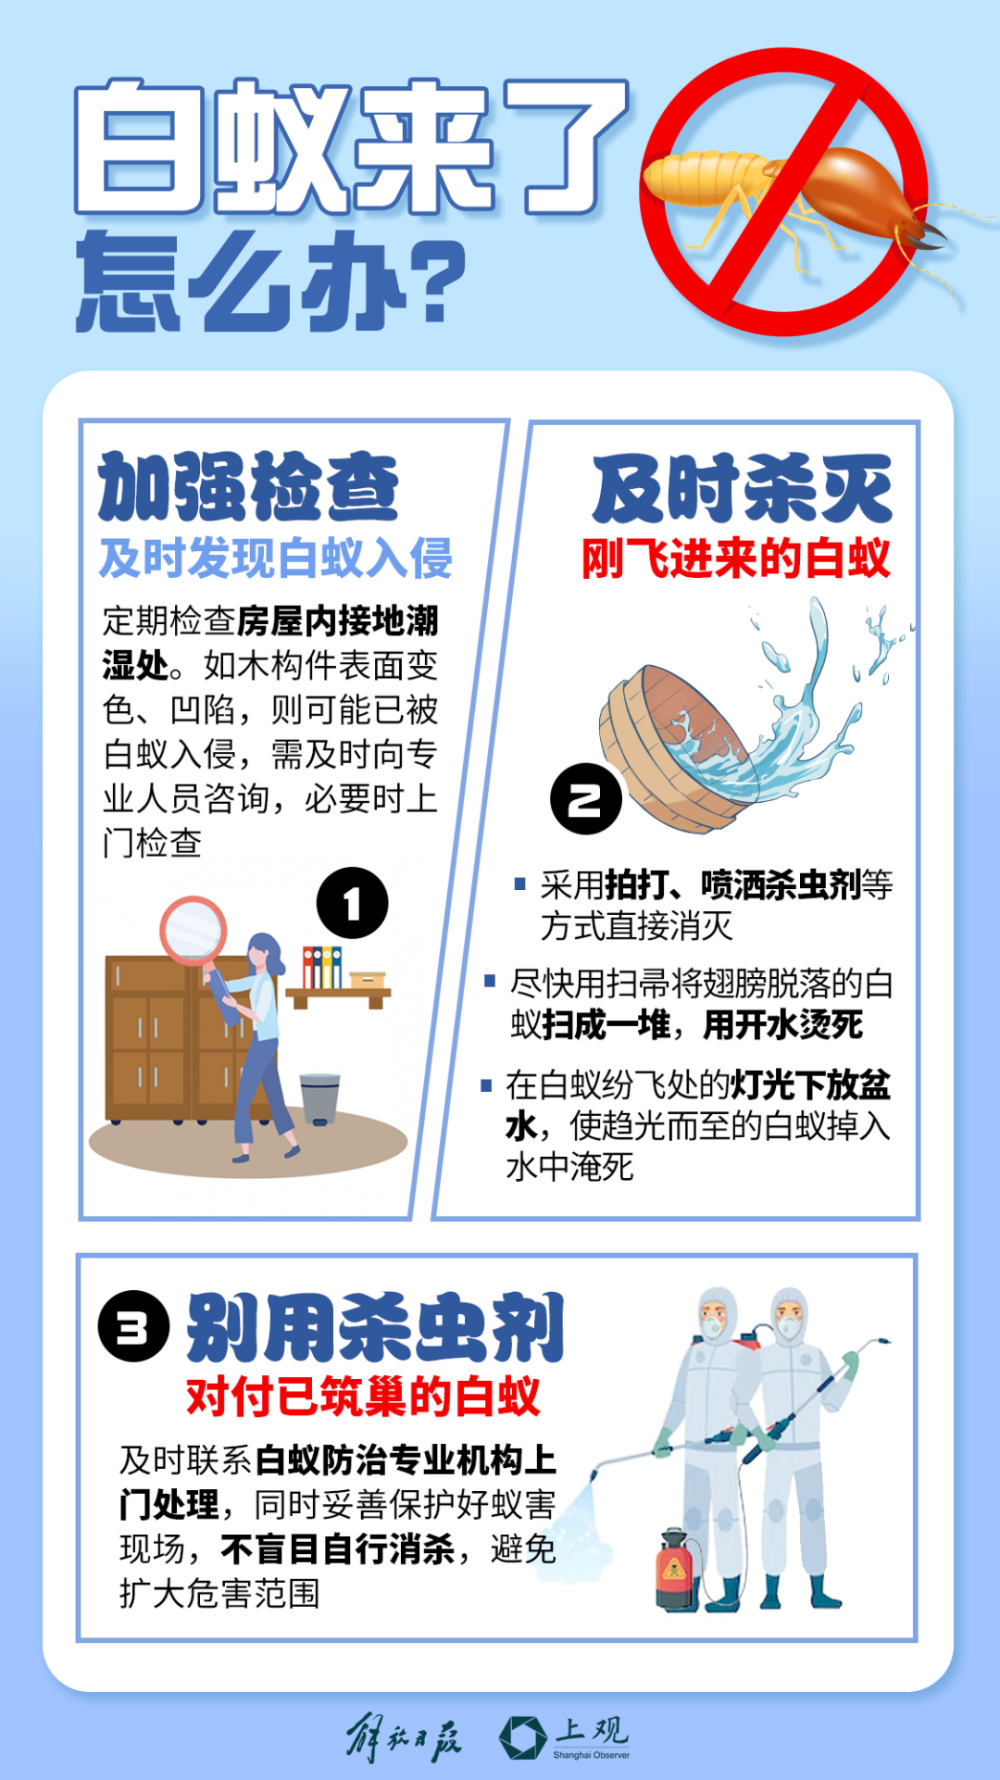 白蚁来了
怎么办?
加强检查
及时发现白蚁入侵
定期检查房屋内接地潮
湿处。如木构件表面变
色、凹陷，则可能已被
白蚁入侵，需及时向专
业人员咨询，必要时上
门检查
1
及时杀灭
刚飞进来的白蚁
2
采用拍打、喷洒杀虫剂等
方式直接消灭
尽快用扫帚将翅膀脱落的白
蚁扫成一堆，用开水烫死
在白蚁纷飞处的灯光下放盆
水，使趋光而至的白蚁掉入
水中淹死
3
别用杀虫剂
对付已筑巢的白蚁
及时联系白蚁防治专业机构上
门处理，同时妥善保护好蚁害
现场，不盲目自行消杀，避免
扩大危害范围
解放日报
上观
Shanghai Observer